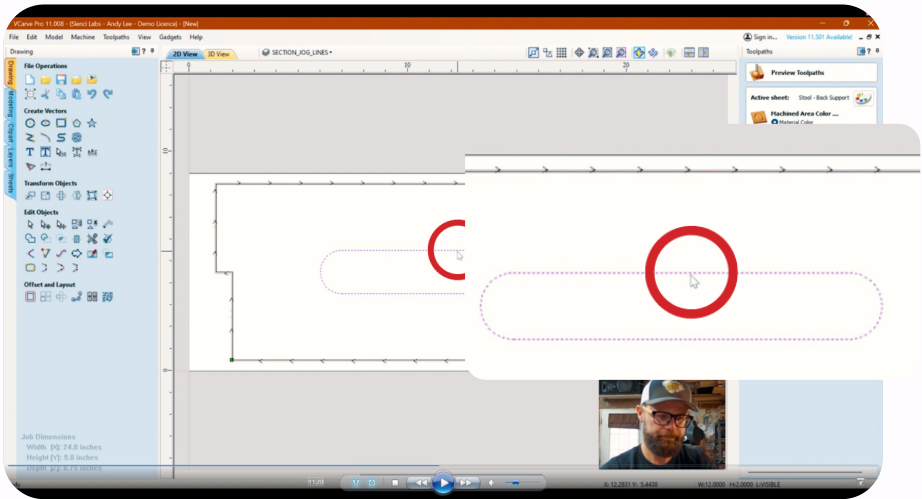 VCarve Pro 11.008 - {Slencl Labs - Andy Lee - Demo Licence} - [New]
File Edit Model Machine Toolpaths View Gadgets Help
Sign in... Version 11.501 Available!
Drawing
2D View 3D View SECTION_JOG_LINES
Toolpaths
Drawing
Modeling
Clipart
Layers
Sheets
File Operations
Create Vectors
Transform Objects
Edit Objects
Offset and Layout
0 10 20
10
0
Preview Toolpaths
Active sheet: Stool - Back Support
Machined Area Color ...
Material Color
Job Dimensions
Width [X]: 24.0 inches
Height [Y]: 9.0 inches
Depth [Z]: 0.75 inches
X: 12.2831 Y: 5.4438 W:12.0000 H:2.0000 L:VISIBLE